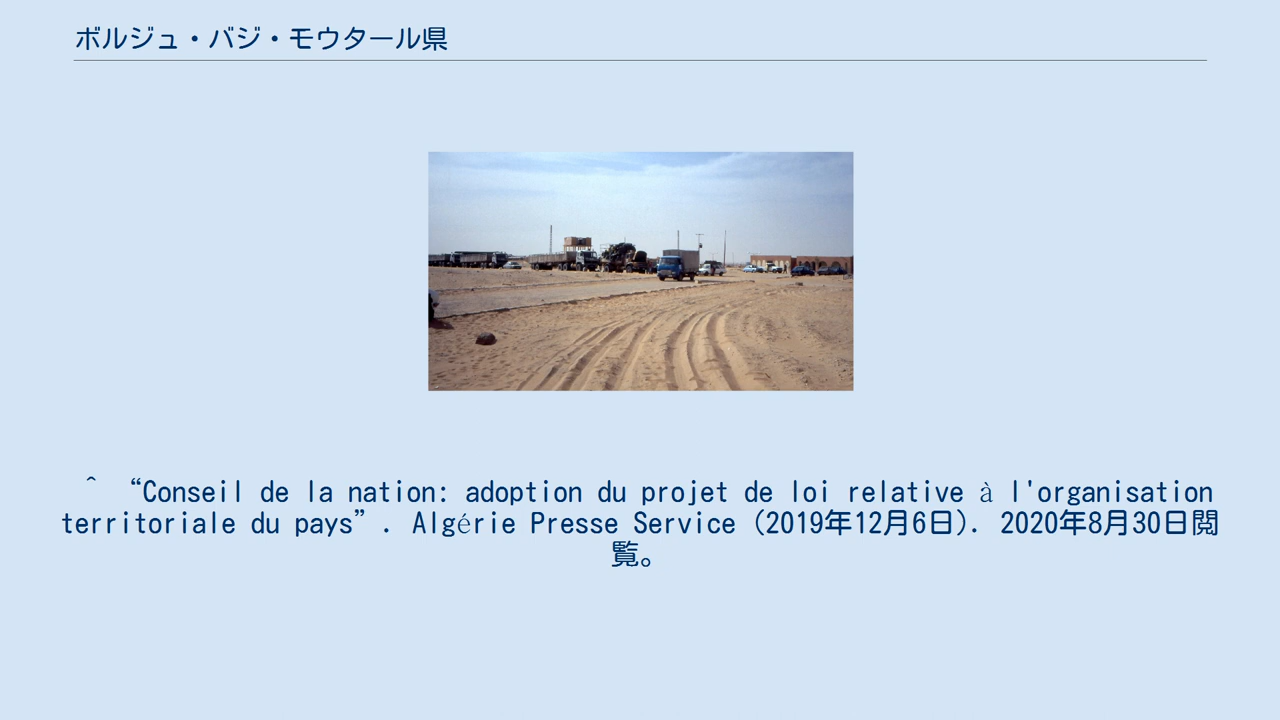 ボルジュ・バジ・モウタール県
^ “Conseil de la nation: adoption du projet de loi relative à l'organisation
territoriale du pays”. Algérie Presse Service (2019年12月6日). 2020年8月30日閲
覧。